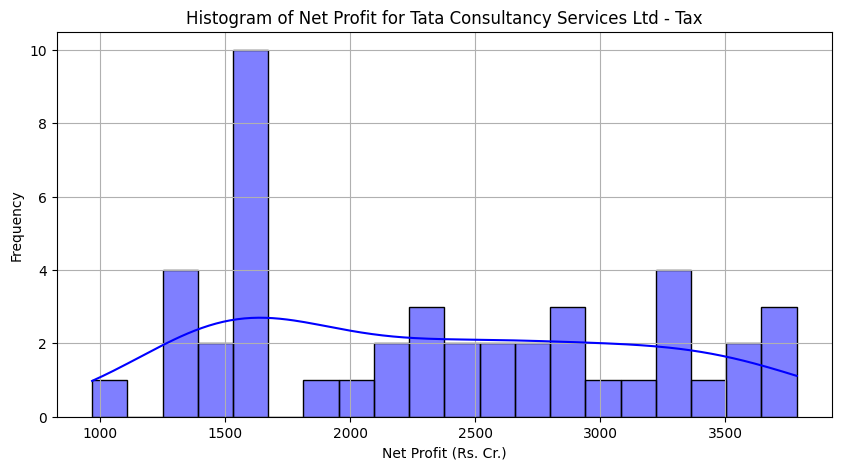 Histogram of Net Profit for Tata Consultancy Services Ltd - Tax
10
8
6
4
2
0
Frequency
1000 1500 2000 2500 3000 3500
Net Profit (Rs. Cr.)